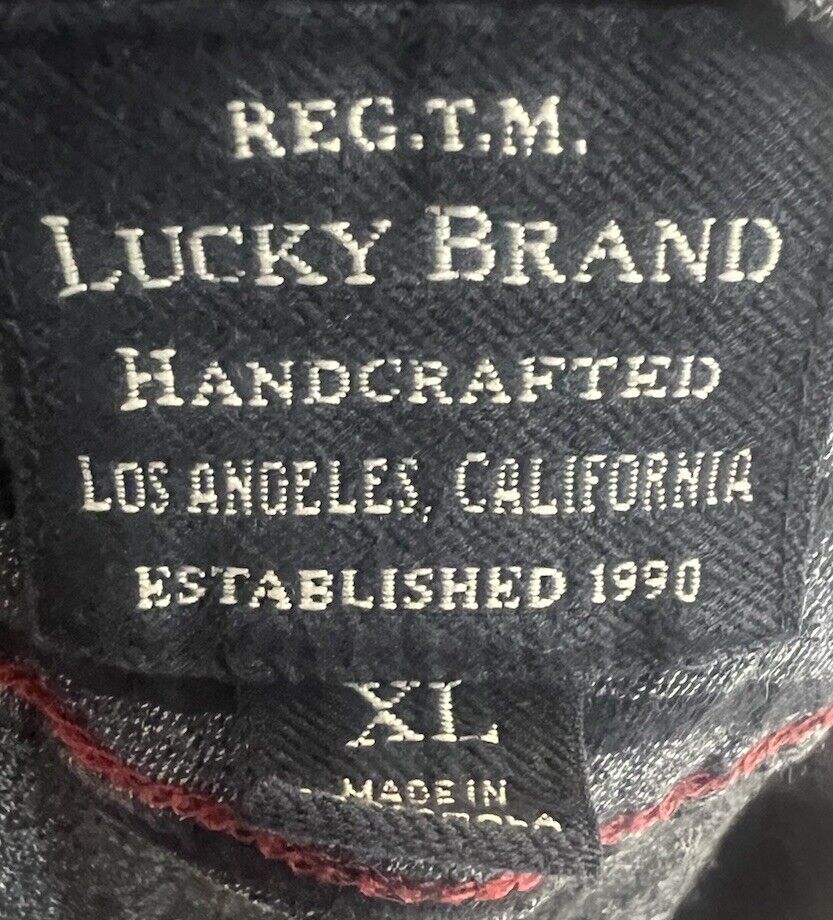 REG.T.M.
LUCKY BRAND
HANDCRAFTED
LOS ANGELES, CALIFORNIA
ESTABLISHED 1990
XL
MADE IN